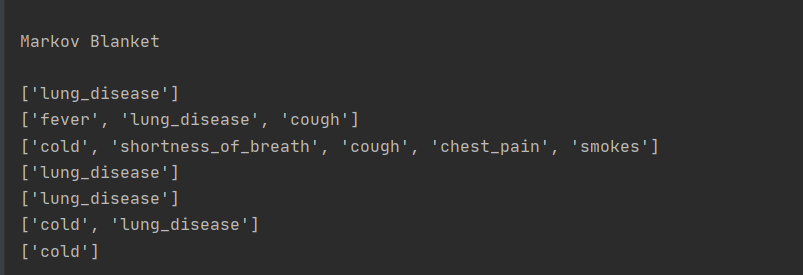 Markov Blanket
['lung_disease']
['fever', 'lung_disease', 'cough']
['cold', 'shortness_of_breath', 'cough', 'chest_pain', 'smokes']
['lung_disease']
['lung_disease']
['cold', 'lung_disease']
['cold']